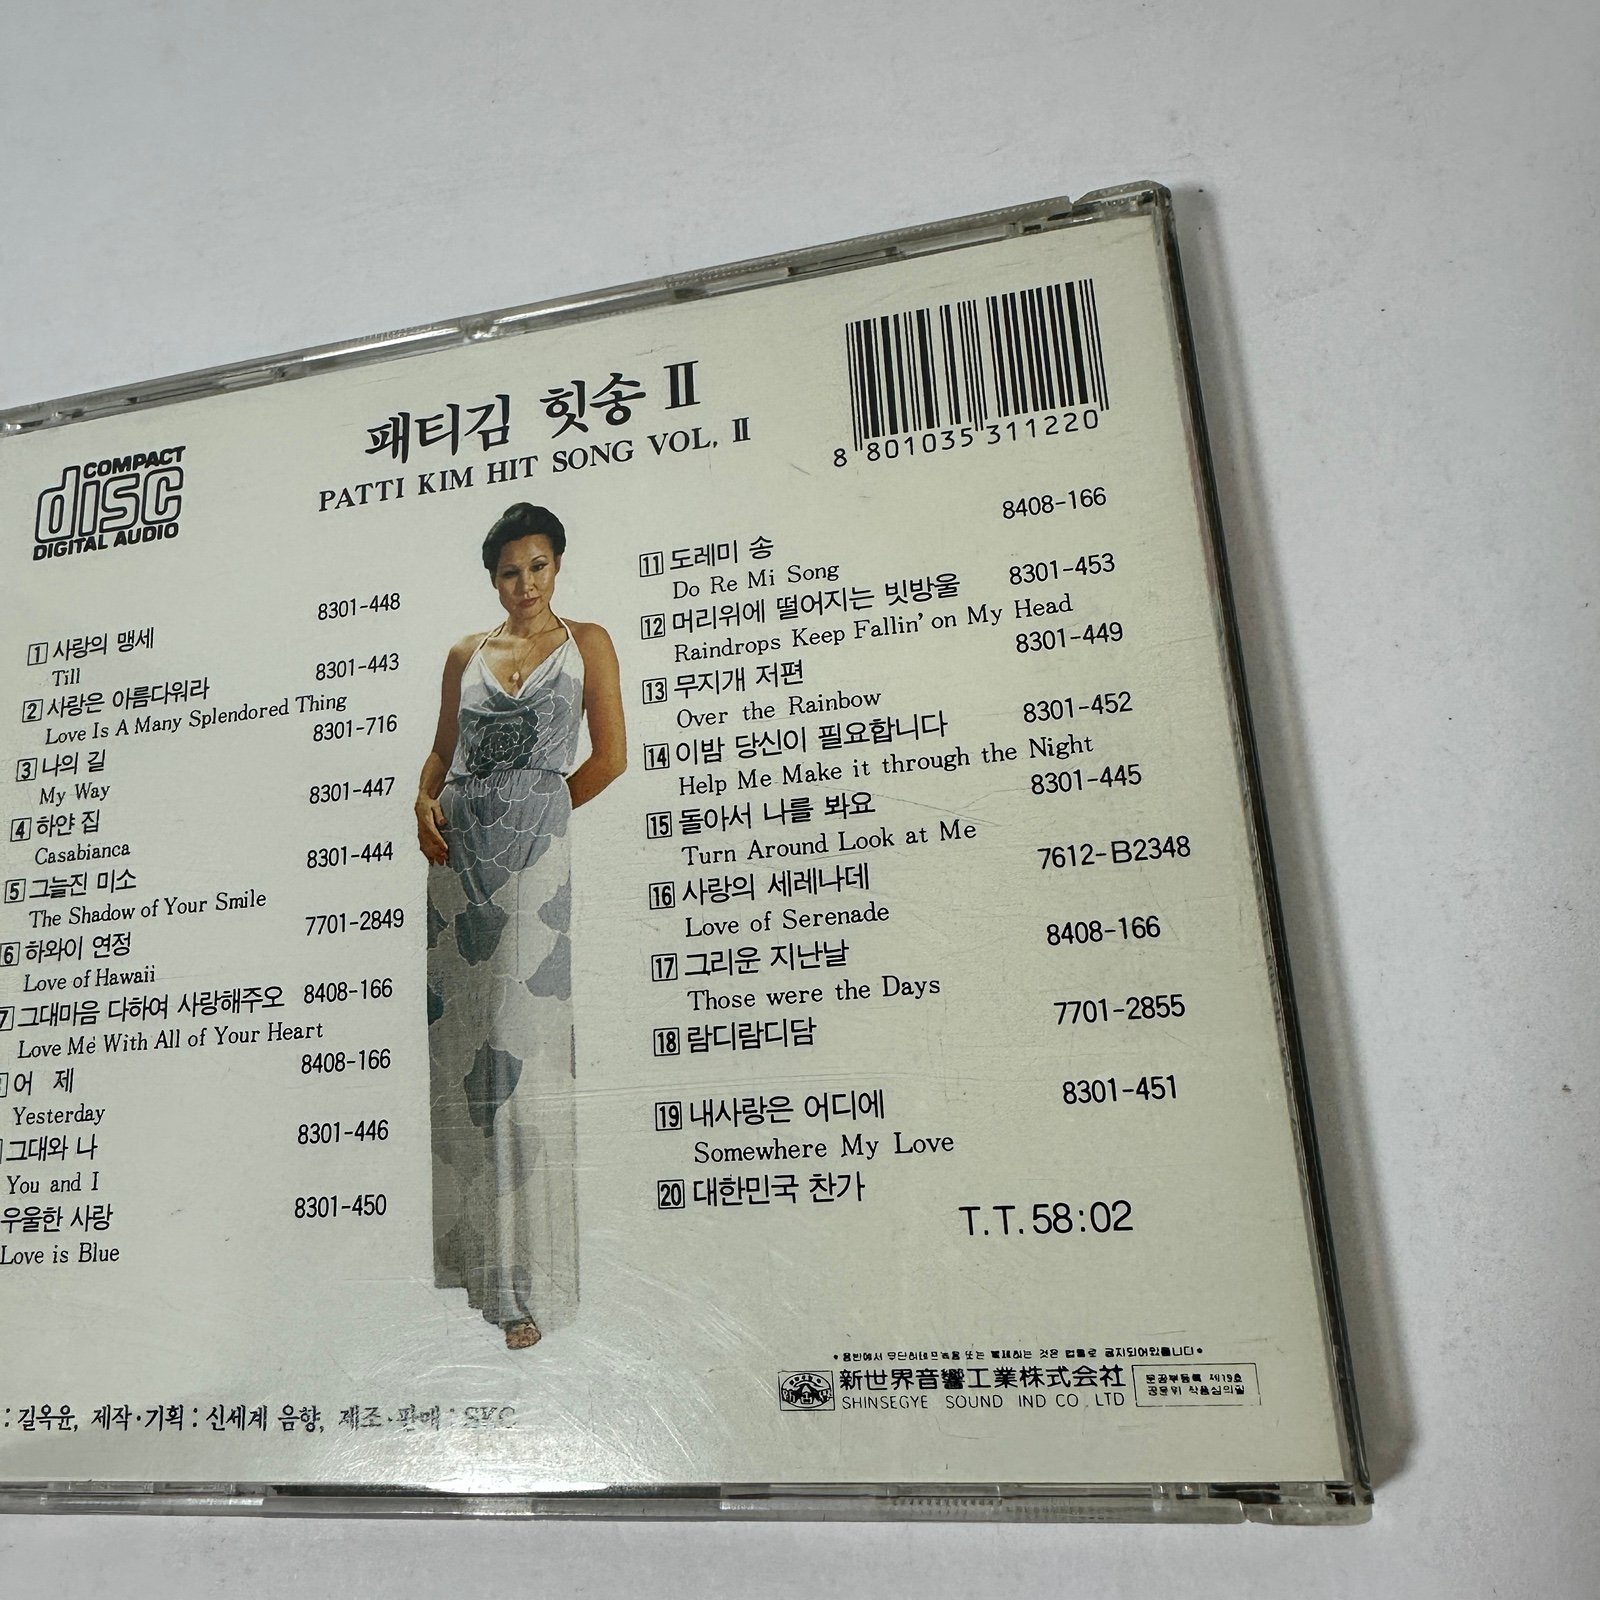 COMPACT
disc
DIGITAL AUDIO
패티김 힛송 II
PATTI KIM HIT SONG VOL, II
8 801035 311220
8301-448
1 사랑의 맹세
Till
8301-443
2 사랑은 아름다워라
Love Is A Many Splendored Thing
8301-716
3 나의 길
My Way
8301-447
4 하얀 집
Casabianca
8301-444
5 그늘진 미소
The Shadow of Your Smile
7701-2849
6 하와이 연정
Love of Hawaii
8408-166
7 그대마음 다하여 사랑해주오
Love Me With All of Your Heart
8408-166
어 제
Yesterday
8301-446
그대와 나
You and I
8301-450
우울한 사랑
Love is Blue
8408-166
11 도레미 송
Do Re Mi Song
8301-453
12 머리위에 떨어지는 빗방울
Raindrops Keep Fallin' on My Head
8301-449
13 무지개 저편
Over the Rainbow
8301-452
14 이밤 당신이 필요합니다
Help Me Make it through the Night
8301-445
15 돌아서 나를 봐요
Turn Around Look at Me
7612-B2348
16 사랑의 세레나데
Love of Serenade
8408-166
17 그리운 지난날
Those were the Days
7701-2855
18 람디람디담
8301-451
19 내사랑은 어디에
Somewhere My Love
20 대한민국 찬가
T.T.58:02
: 길옥윤, 제작·기획 : 신세계 음향, 제조·판매 : SKC
新世界音響工業株式会社
SHINSEGYE SOUND IND CO. LTD